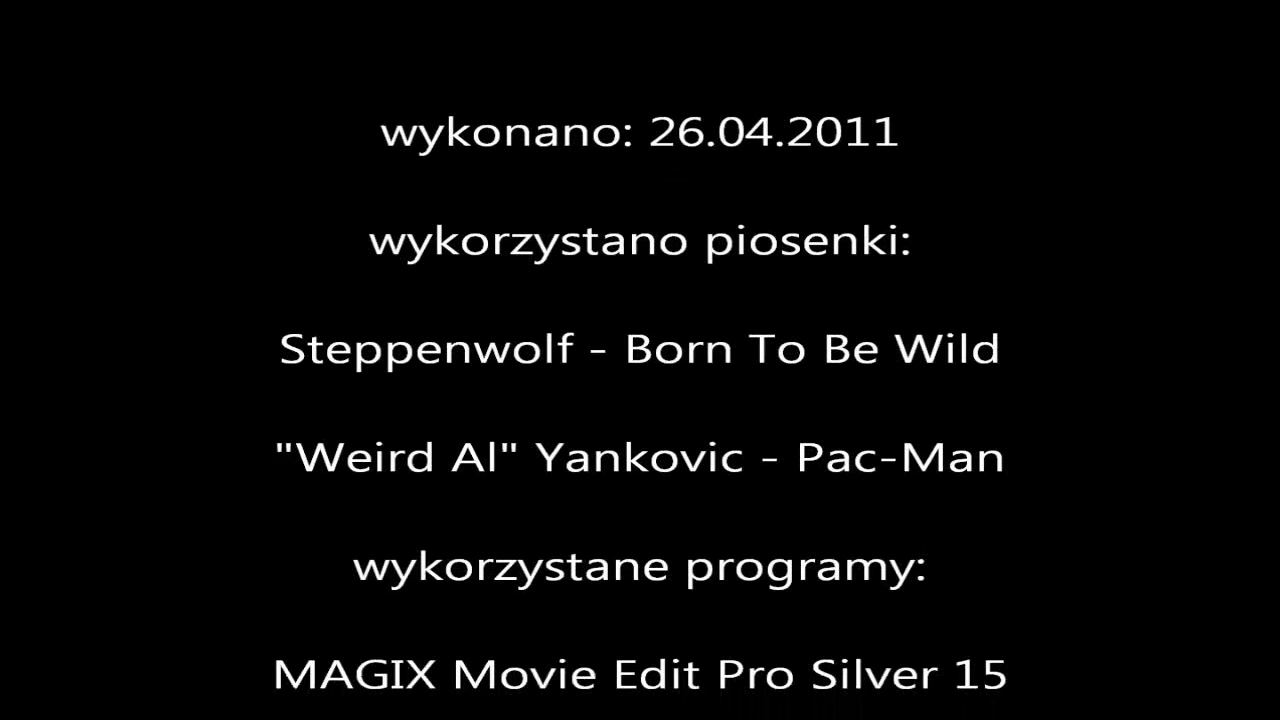 wykonano: 26.04.2011
wykorzystano piosenki:
Steppenwolf - Born To Be Wild
"Weird Al" Yankovic - Pac-Man
wykorzystane programy:
MAGIX Movie Edit Pro Silver 15